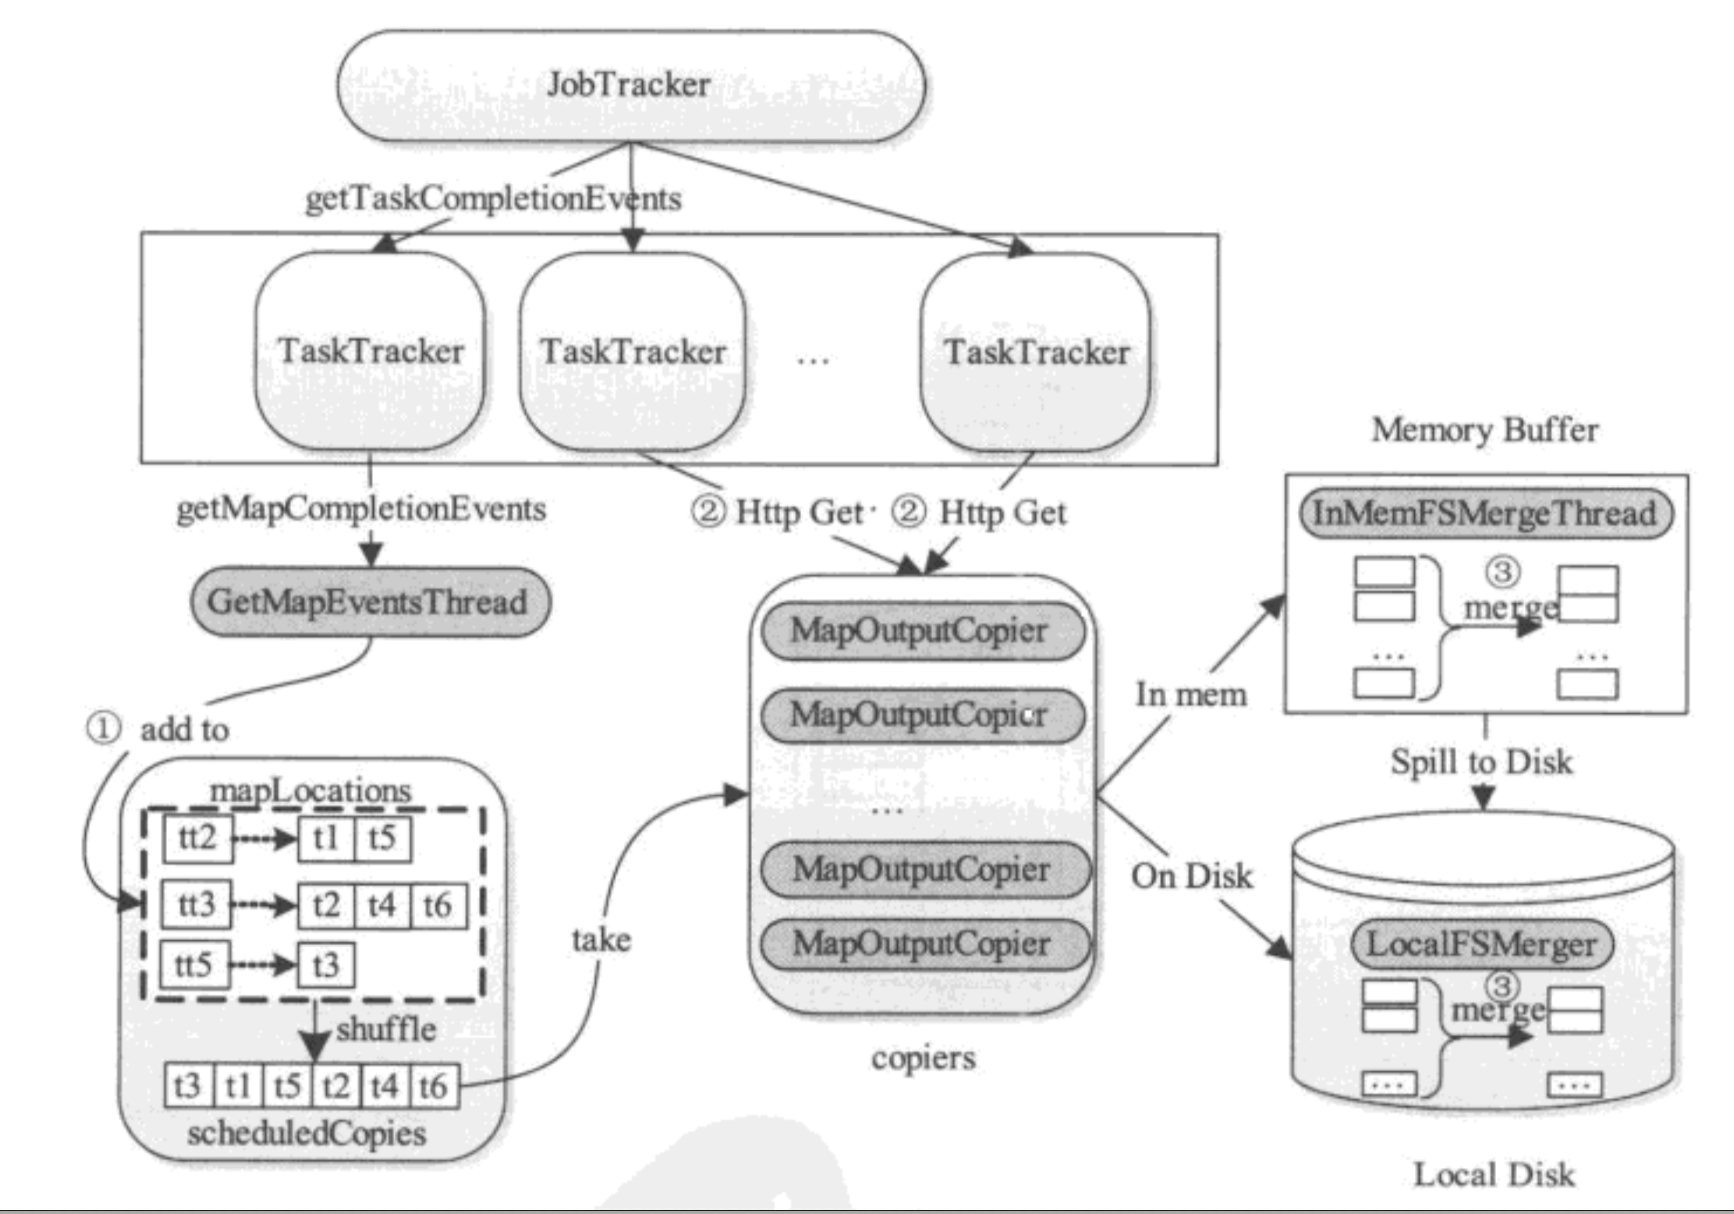 JobTracker
getTaskCompletionEvents
TaskTracker
TaskTracker
...
TaskTracker
getMapCompletionEvents
② Http Get
② Http Get
GetMapEventsThread
① add to
mapLocations
tt2
t1 t5
tt3
t2 t4 t6
tt5
t3
shuffle
t3 t1 t5 t2 t4 t6
scheduledCopies
take
MapOutputCopier
MapOutputCopier
...
MapOutputCopier
MapOutputCopier
copiers
In mem
On Disk
Memory Buffer
InMemFSMergeThread
③
merge
...
...
Spill to Disk
LocalFSMerger
③
merge
...
...
Local Disk